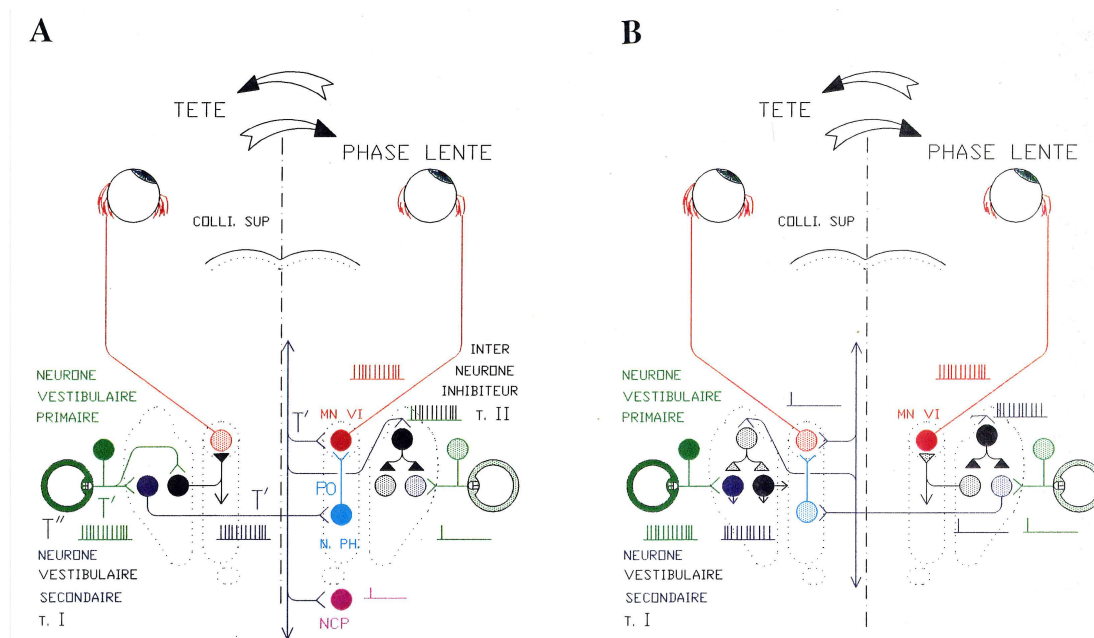 A
TETE
PHASE LENTE
COLLI. SUP
NEURONE
VESTIBULAIRE
PRIMAIRE
INTER
NEURONE
INHIBITEUR
T. II
T'
MN VI
T'
T"
PO
T'
N. PH.
NEURONE
VESTIBULAIRE
SECONDAIRE
T. I
NCP
B
TETE
PHASE LENTE
COLLI. SUP
NEURONE
VESTIBULAIRE
PRIMAIRE
MN VI
NEURONE
VESTIBULAIRE
SECONDAIRE
T. I